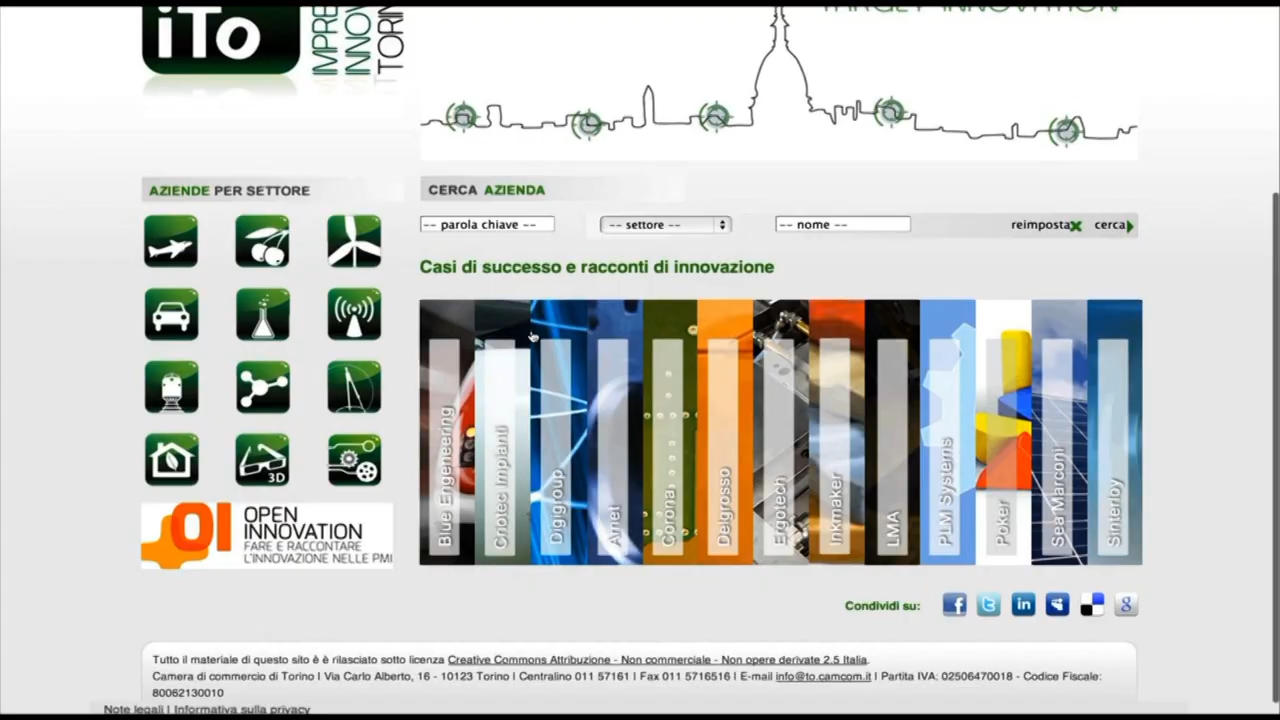 iTo
TARGET INNOVATION
AZIENDE PER SETTORE
CERCA AZIENDA
-- parola chiave --
-- settore --
-- nome --
reimposta
cerca
Casi di successo e racconti di innovazione
Blue Engeneering
Criotec Impianti
Digigroup
Arnet
Corona
Delgrosso
Ergotech
Inkmaker
LMA
PLM Systems
Poker
Sea Marconi
Sinterloy
3D
OI OPEN
INNOVATION
FARE E RACCONTARE
L'INNOVAZIONE NELLE PMI
Condividi su:
Tutto il materiale di questo sito è è rilasciato sotto licenza Creative Commons Attribuzione - Non commerciale - Non opere derivate 2.5 Italia.
Camera di commercio di Torino | Via Carlo Alberto, 16 - 10123 Torino | Centralino 011 57161 | Fax 011 5716516 | E-mail info@to.camcom.it | Partita IVA: 02506470018 - Codice Fiscale:
80062130010
Note legali | Informativa sulla privacy